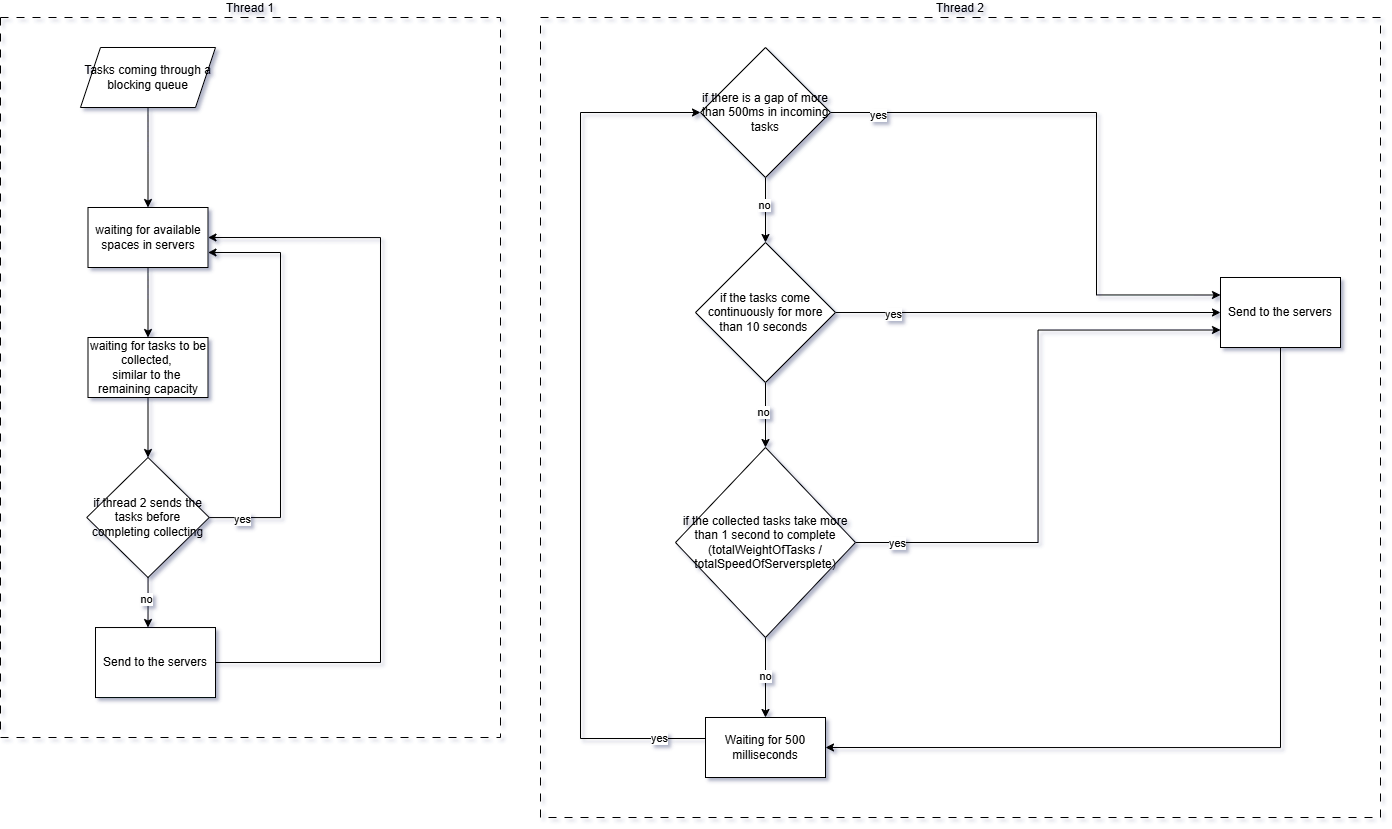 Thread 1
Tasks coming through a
blocking queue
waiting for available
spaces in servers
waiting for tasks to be
collected,
similar to the
remaining capacity
if thread 2 sends the
tasks before
completing collecting
yes
no
Send to the servers
Thread 2
if there is a gap of more
than 500ms in incoming
tasks
yes
no
if the tasks come
continuously for more
than 10 seconds
yes
no
if the collected tasks take more
than 1 second to complete
(totalWeightOfTasks /
totalSpeedOfServersplete)
yes
no
Waiting for 500
milliseconds
yes
Send to the servers